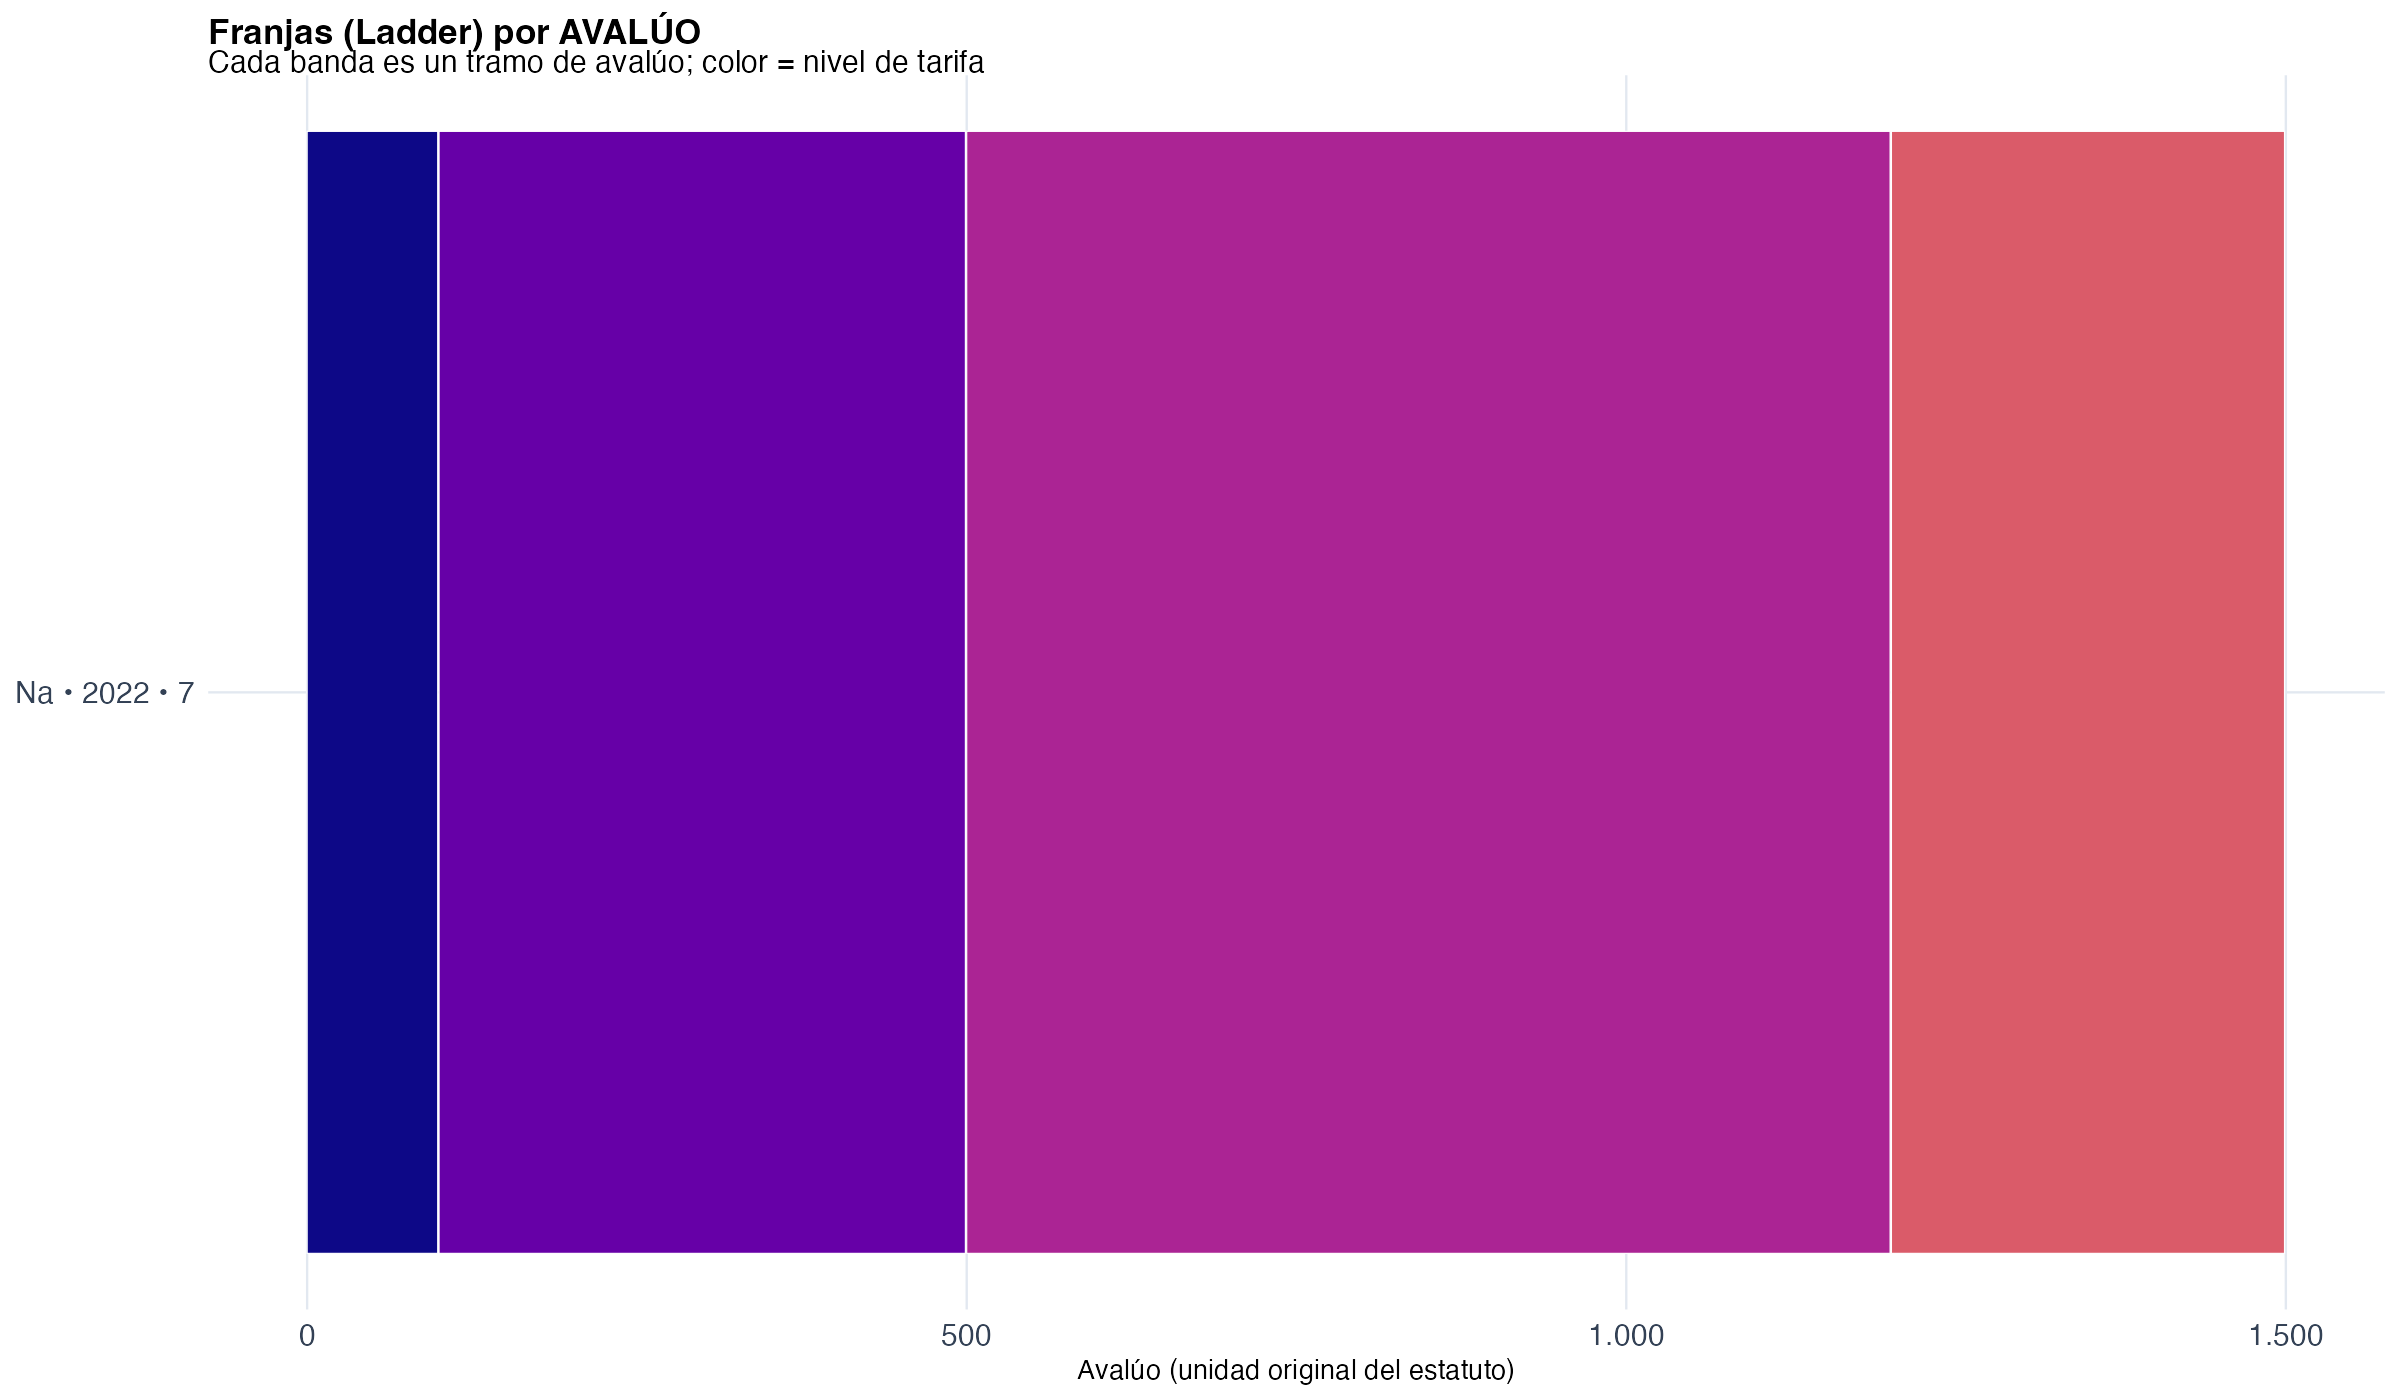 Franjas (Ladder) por AVALÚO
Cada banda es un tramo de avalúo; color = nivel de tarifa
Na • 2022 • 7
0 500 1.000 1.500
Avalúo (unidad original del estatuto)